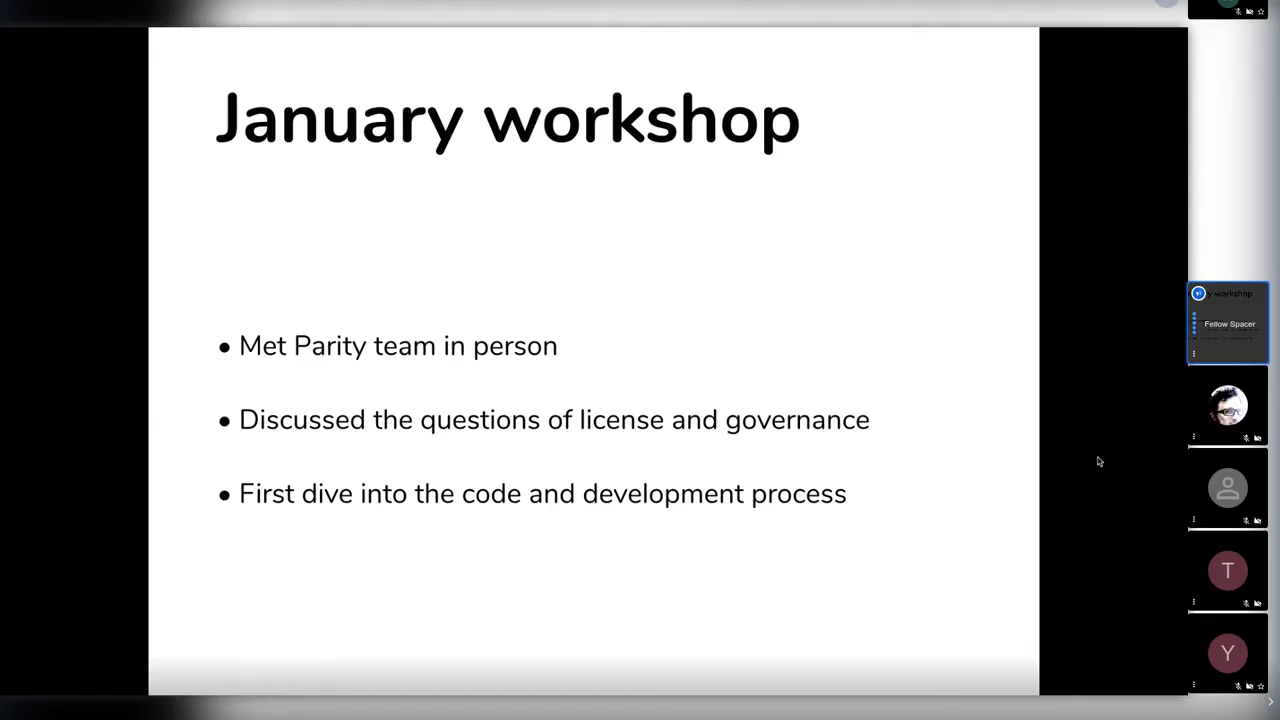 January workshop
• Met Parity team in person
• Discussed the questions of license and governance
• First dive into the code and development process
y workshop
Fellow Spacer
T
Y